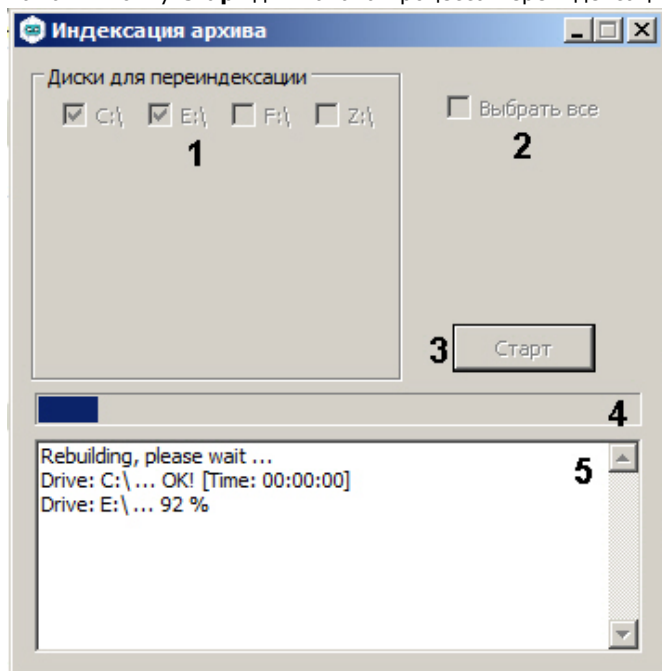 Индексация архива
Диски для переиндексации
C:\ E:\ F:\ Z:\
Выбрать все
1
2
3 Старт
4
Rebuilding, please wait ...
5
Drive: C:\ ... OK! [Time: 00:00:00]
Drive: E:\ ... 92 %